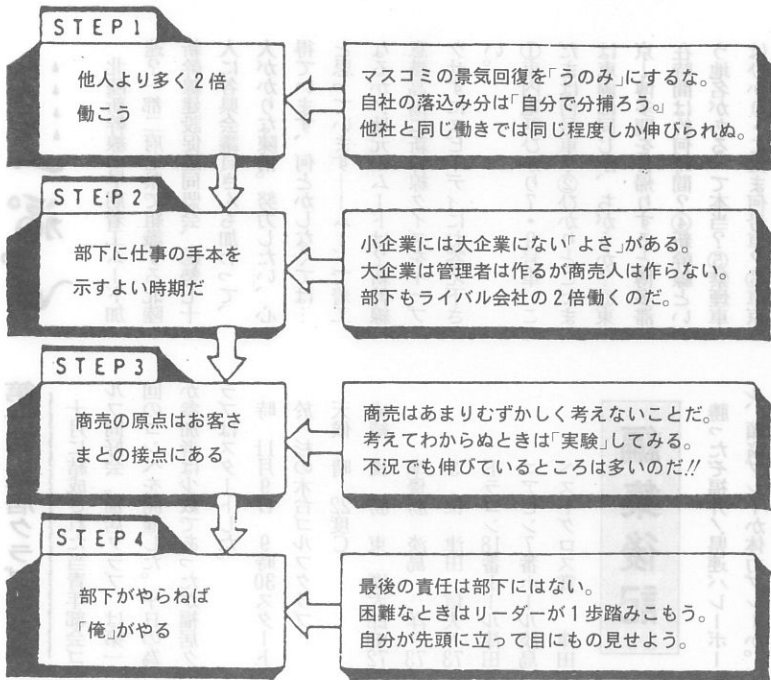 STEP1
他人より多く2倍
働こう
マスコミの景気回復を「うのみ」にするな。
自社の落込み分は「自分で分捕ろう。」
他社と同じ働きでは同じ程度しか伸びられぬ。
STEP2
部下に仕事の手本を
示すよい時期だ
小企業には大企業にない「よさ」がある。
大企業は管理者は作るが商売人は作らない。
部下もライバル会社の2倍働くのだ。
STEP3
商売の原点はお客さ
まとの接点にある
商売はあまりむずかしく考えないことだ。
考えてわからぬときは「実験」してみる。
不況でも伸びているところは多いのだ!!
STEP4
部下がやらねば
「俺」がやる
最後の責任は部下にはない。
困難なときはリーダーが1歩踏みこもう。
自分が先頭に立って目にもの見せよう。